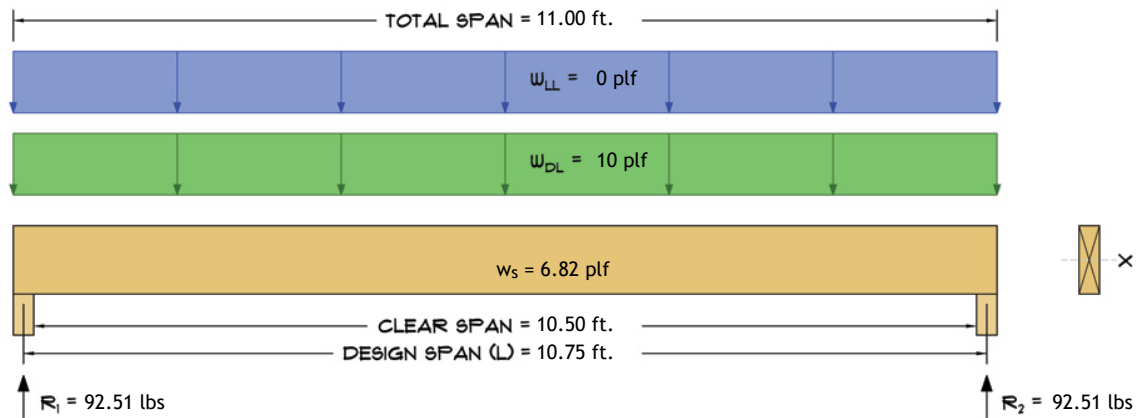 TOTAL SPAN = 11.00 ft.
WLL = 0 plf
WDL = 10 plf
ws = 6.82 plf
X
CLEAR SPAN = 10.50 ft.
DESIGN SPAN (L) = 10.75 ft.
R1 = 92.51 lbs
R2 = 92.51 lbs